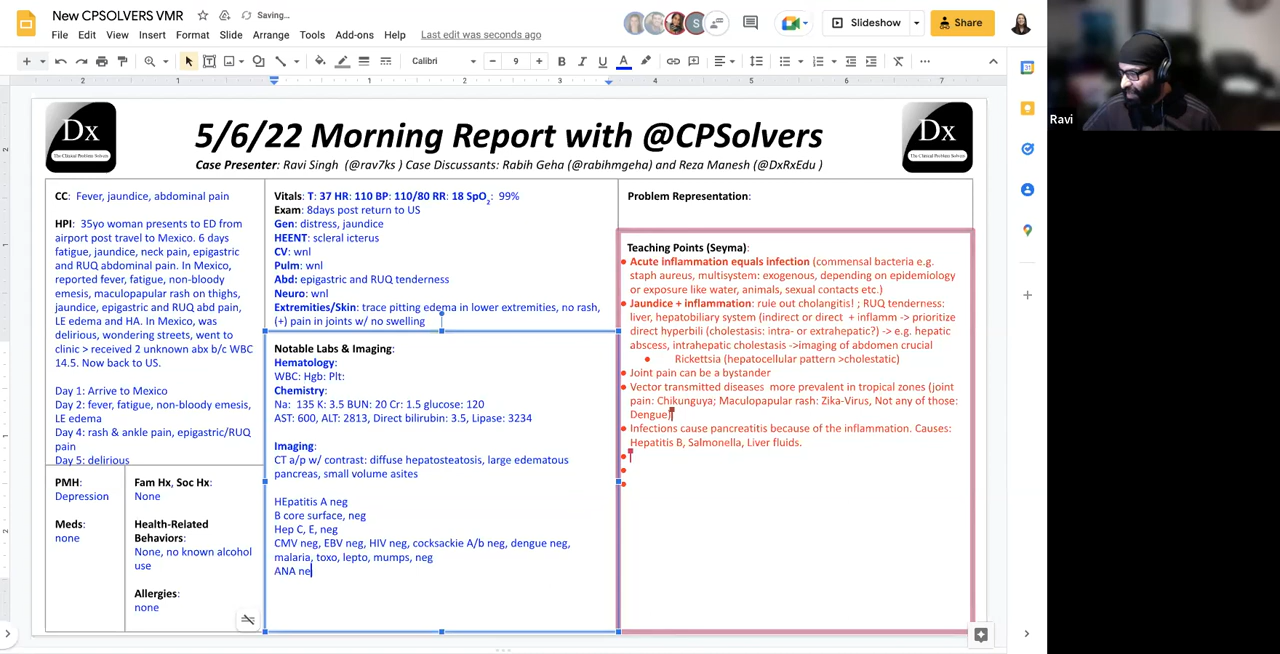 New CPSOLVERS VMR
Saving...
File Edit View Insert Format Slide Arrange Tools Add-ons Help Last edit was seconds ago
S
Slideshow
Share
Calibri
9
B I U A
2 1 1 2 3 4 5 6 7
Dx
The Clinical Problem Solvers
5/6/22 Morning Report with @CPSolvers
Case Presenter: Ravi Singh (@rav7ks ) Case Discussants: Rabih Geha (@rabihmgeha) and Reza Manesh (@DxRxEdu )
Dx
The Clinical Problem Solvers
CC: Fever, jaundice, abdominal pain
HPI: 35yo woman presents to ED from
airport post travel to Mexico. 6 days
fatigue, jaundice, neck pain, epigastric
and RUQ abdominal pain. In Mexico,
reported fever, fatigue, non-bloody
emesis, maculopapular rash on thighs,
jaundice, epigastric and RUQ abd pain,
LE edema and HA. In Mexico, was
delirious, wondering streets, went to
clinic > received 2 unknown abx b/c WBC
14.5. Now back to US.
Day 1: Arrive to Mexico
Day 2: fever, fatigue, non-bloody emesis,
LE edema
Day 4: rash & ankle pain, epigastric/RUQ
pain
Day 5: delirious
PMH:
Depression
Meds:
none
Fam Hx, Soc Hx:
None
Health-Related
Behaviors:
None, no known alcohol
use
Allergies:
none
Vitals: T: 37 HR: 110 BP: 110/80 RR: 18 SpO2: 99%
Exam: 8days post return to US
Gen: distress, jaundice
HEENT: scleral icterus
CV: wnl
Pulm: wnl
Abd: epigastric and RUQ tenderness
Neuro: wnl
Extremities/Skin: trace pitting edema in lower extremities, no rash,
(+) pain in joints w/ no swelling
Notable Labs & Imaging:
Hematology:
WBC: Hgb: Plt:
Chemistry:
Na: 135 K: 3.5 BUN: 20 Cr: 1.5 glucose: 120
AST: 600, ALT: 2813, Direct bilirubin: 3.5, Lipase: 3234
Imaging:
CT a/p w/ contrast: diffuse hepatosteatosis, large edematous
pancreas, small volume asites
HEpatitis A neg
B core surface, neg
Hep C, E, neg
CMV neg, EBV neg, HIV neg, cocksackie A/b neg, dengue neg,
malaria, toxo, lepto, mumps, neg
ANA ne
Problem Representation:
Teaching Points (Seyma):
Acute inflammation equals infection (commensal bacteria e.g.
staph aureus, multisystem: exogenous, depending on epidemiology
or exposure like water, animals, sexual contacts etc.)
Jaundice + inflammation: rule out cholangitis! ; RUQ tenderness:
liver, hepatobiliary system (indirect or direct + inflamm -> prioritize
direct hyperbili (cholestasis: intra- or extrahepatic?) -> e.g. hepatic
abscess, intrahepatic cholestasis ->imaging of abdomen crucial
Rickettsia (hepatocellular pattern >cholestatic)
Joint pain can be a bystander
Vector transmitted diseases more prevalent in tropical zones (joint
pain: Chikunguya; Maculopapular rash: Zika-Virus, Not any of those:
Dengue)
Infections cause pancreatitis because of the inflammation. Causes:
Hepatitis B, Salmonella, Liver fluids.
Ravi